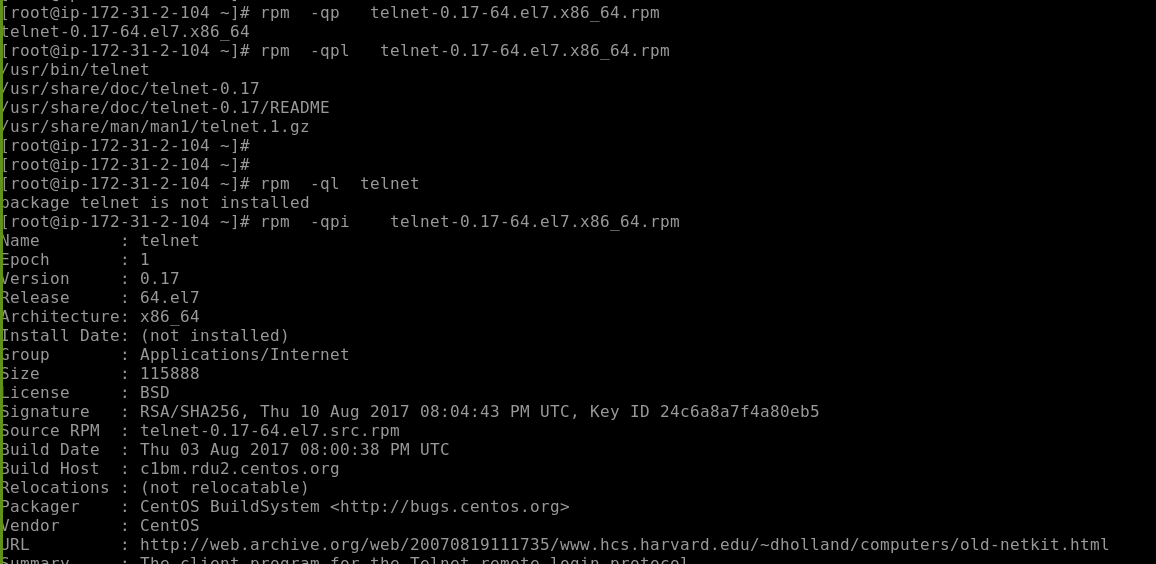 [root@ip-172-31-2-104 ~]# rpm  -qp   telnet-0.17-64.el7.x86_64.rpm
telnet-0.17-64.el7.x86_64
[root@ip-172-31-2-104 ~]# rpm  -qpl   telnet-0.17-64.el7.x86_64.rpm
/usr/bin/telnet
/usr/share/doc/telnet-0.17
/usr/share/doc/telnet-0.17/README
/usr/share/man/man1/telnet.1.gz
[root@ip-172-31-2-104 ~]#
[root@ip-172-31-2-104 ~]#
[root@ip-172-31-2-104 ~]# rpm  -ql  telnet
package telnet is not installed
[root@ip-172-31-2-104 ~]# rpm  -qpi    telnet-0.17-64.el7.x86_64.rpm
Name        : telnet
Epoch       : 1
Version     : 0.17
Release     : 64.el7
Architecture: x86_64
Install Date: (not installed)
Group       : Applications/Internet
Size        : 115888
License     : BSD
Signature   : RSA/SHA256, Thu 10 Aug 2017 08:04:43 PM UTC, Key ID 24c6a8a7f4a80eb5
Source RPM  : telnet-0.17-64.el7.src.rpm
Build Date  : Thu 03 Aug 2017 08:00:38 PM UTC
Build Host  : c1bm.rdu2.centos.org
Relocations : (not relocatable)
Packager    : CentOS BuildSystem <http://bugs.centos.org>
Vendor      : CentOS
URL         : http://web.archive.org/web/20070819111735/www.hcs.harvard.edu/~dholland/computers/old-netkit.html
Summary     : The client program for the Telnet remote login protocol